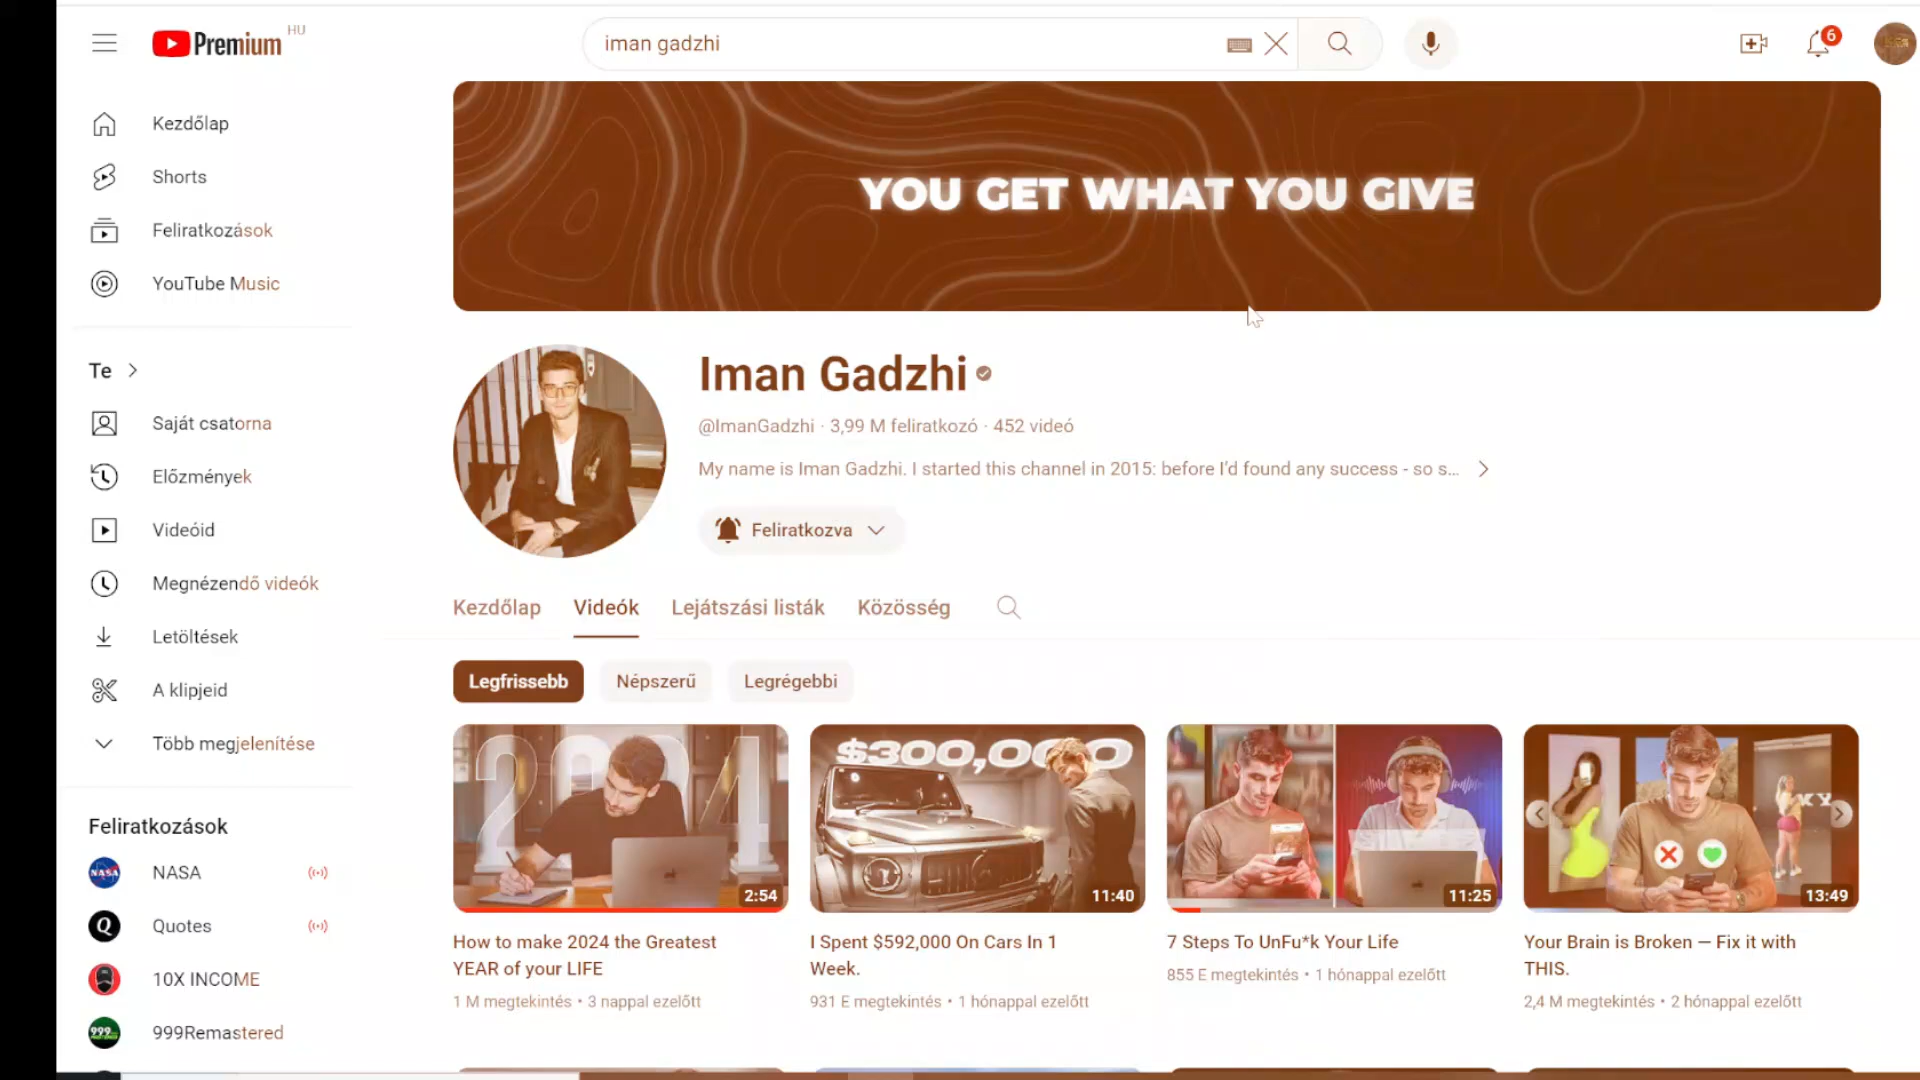 Premium HU
iman gadzhi
6
Kezdőlap
Shorts
Feliratkozások
YouTube Music
Te
Saját csatorna
Előzmények
Videóid
Megnézendő videók
Letöltések
A klipjeid
Több megjelenítése
Feliratkozások
NASA
NASA
Q
Quotes
10X INCOME
999
999Remastered
YOU GET WHAT YOU GIVE
Iman Gadzhi
@ImanGadzhi · 3,99 M feliratkozó · 452 videó
My name is Iman Gadzhi. I started this channel in 2015: before I'd found any success - so s...
Feliratkozva
Kezdőlap Videók Lejátszási listák Közösség
Legfrissebb Népszerű Legrégebbi
2024
2:54
How to make 2024 the Greatest
YEAR of your LIFE
1 M megtekintés • 3 nappal ezelőtt
$300,000
11:40
I Spent $592,000 On Cars In 1
Week.
931 E megtekintés • 1 hónappal ezelőtt
11:25
7 Steps To UnFu*k Your Life
855 E megtekintés • 1 hónappal ezelőtt
13:49
Your Brain is Broken — Fix it with
THIS.
2,4 M megtekintés • 2 hónappal ezelőtt